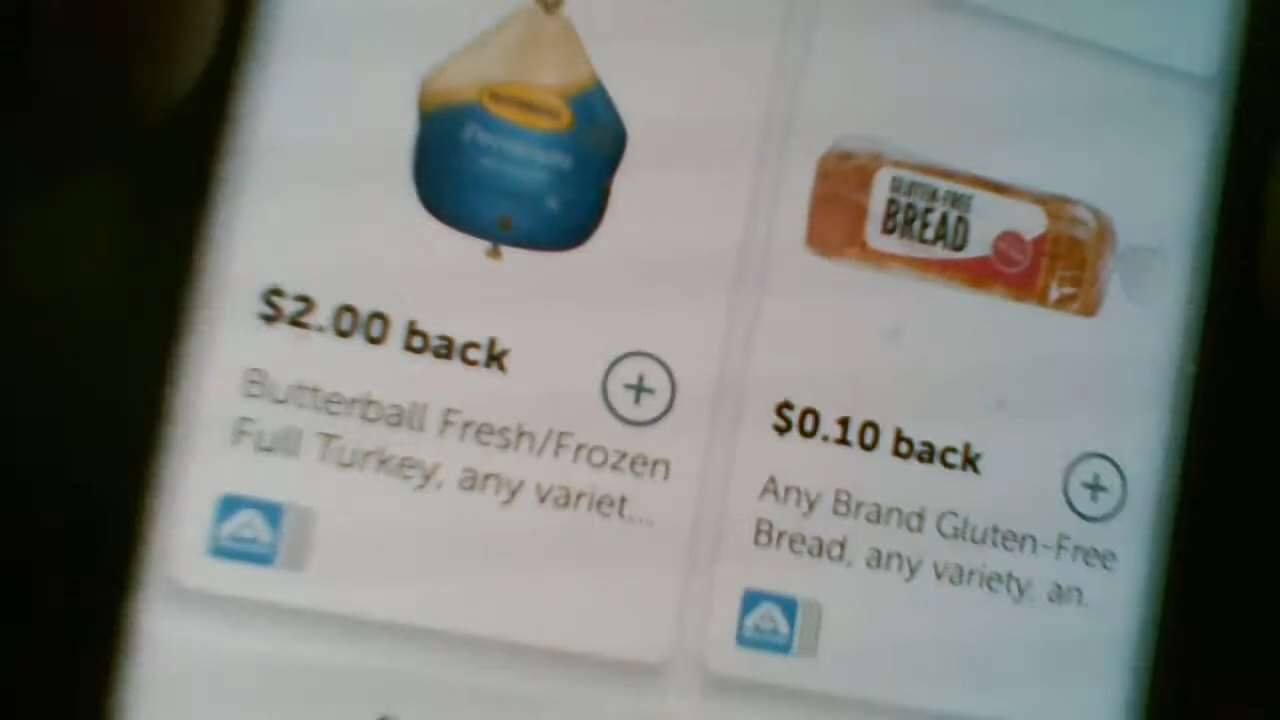 Premium
GLUTEN-FREE
BREAD
$2.00 back
Butterball Fresh/Frozen
Full Turkey, any variet...
$0.10 back
Any Brand Gluten-Free
Bread, any variety, an.